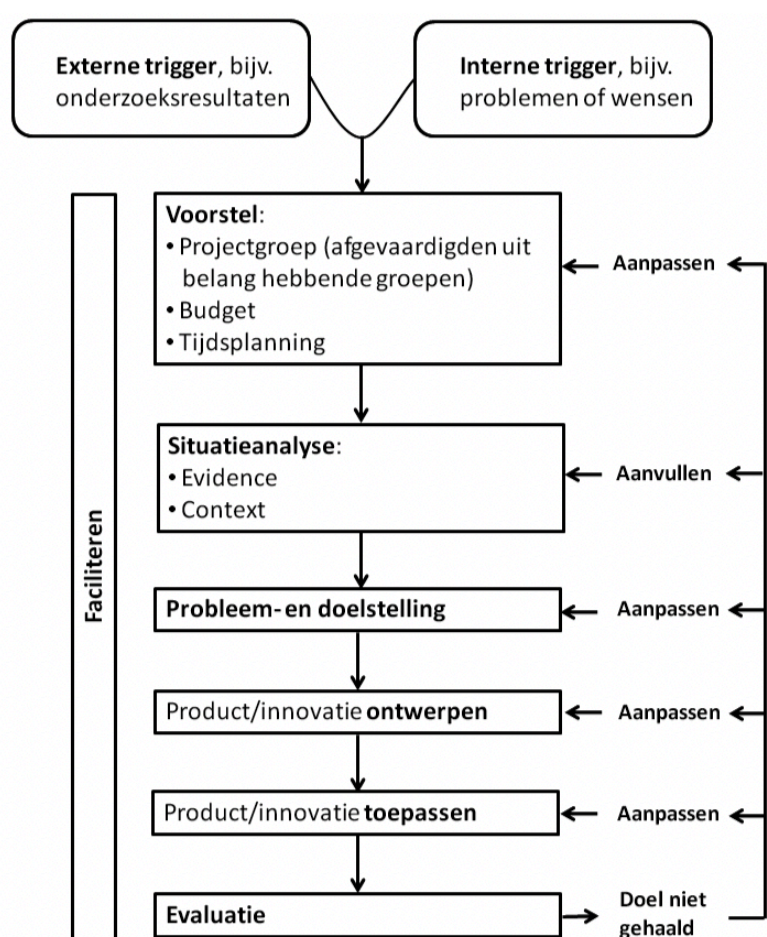 Externe trigger, bijv.
onderzoeksresultaten
Interne trigger, bijv.
problemen of wensen
Voorstel:
• Projectgroep (afgevaardigden uit
belang hebbende groepen)
• Budget
• Tijdsplanning
Aanpassen
Situatieanalyse:
• Evidence
• Context
Aanvullen
Faciliteren
Probleem- en doelstelling
Aanpassen
Product/innovatie ontwerpen
Aanpassen
Product/innovatie toepassen
Aanpassen
Evaluatie
Doel niet
gehaald